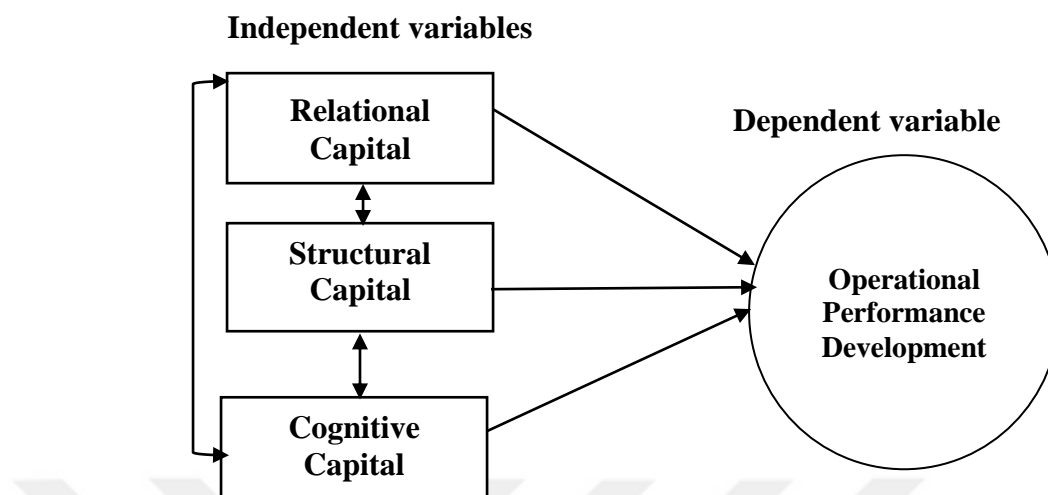 Independent variables
Relational
Capital
Dependent variable
Structural
Capital
Operational
Performance
Development
Cognitive
Capital